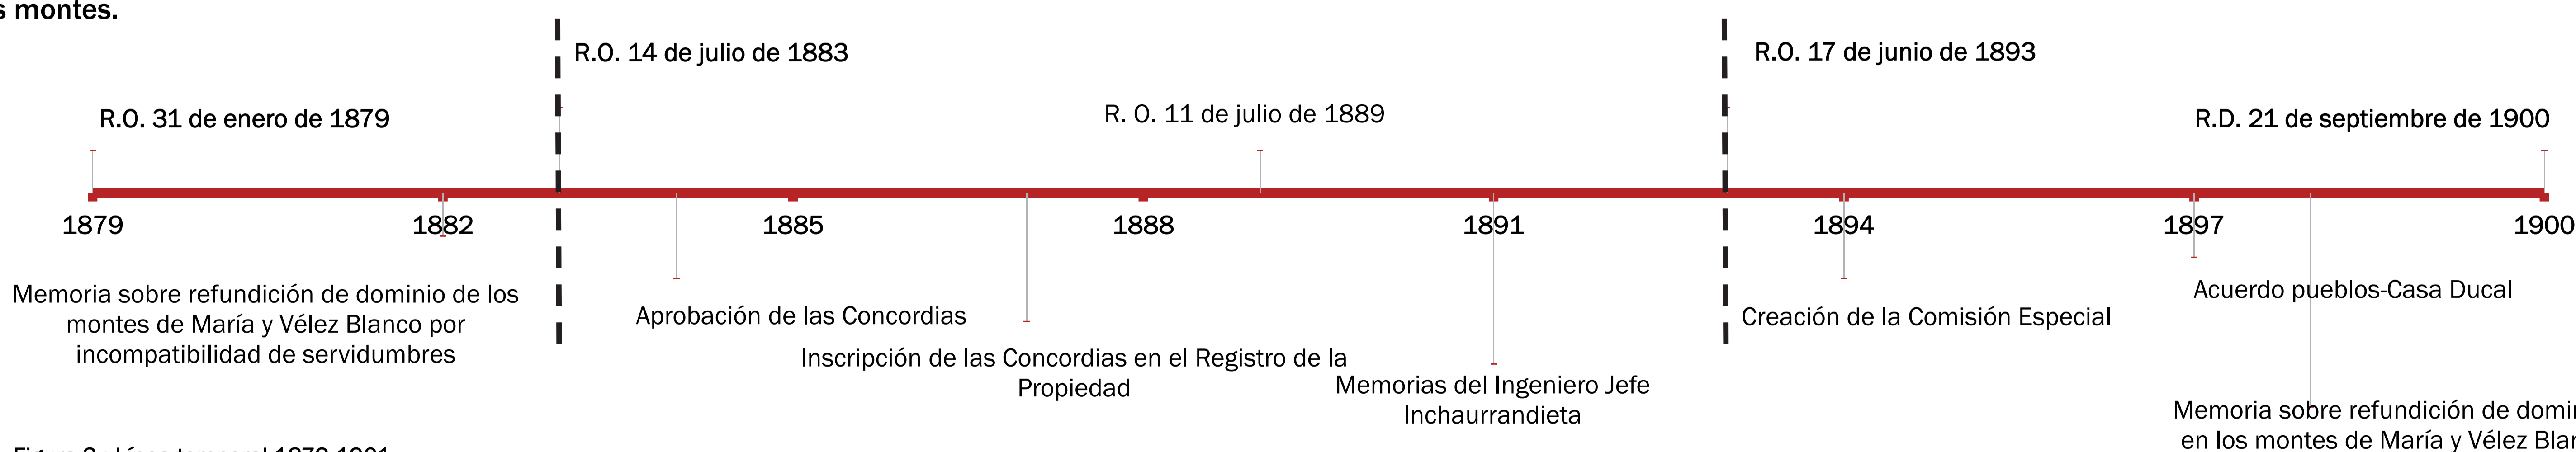 s montes.
R.O. 14 de julio de 1883
R.O. 17 de junio de 1893
R.O. 31 de enero de 1879
R. O. 11 de julio de 1889
R.D. 21 de septiembre de 1900
1879
1882
1885
1888
1891
1894
1897
1900
Memoria sobre refundición de dominio de los
montes de María y Vélez Blanco por
incompatibilidad de servidumbres
Aprobación de las Concordias
Inscripción de las Concordias en el Registro de la
Propiedad
Memorias del Ingeniero Jefe
Inchaurrandieta
Creación de la Comisión Especial
Acuerdo pueblos-Casa Ducal
Memoria sobre refundición de domin
en los montes de María y Vélez Blan